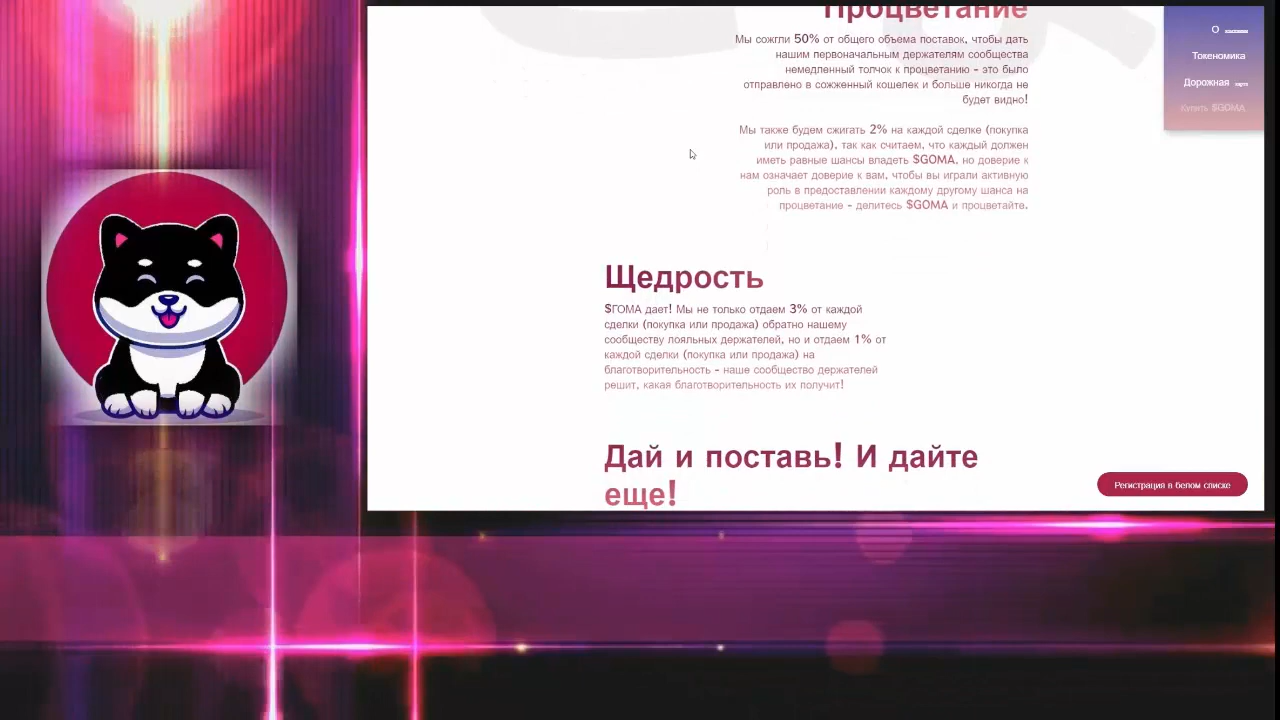 Процветание
Мы сожгли 50% от общего объема поставок, чтобы дать
нашим первоначальным держателям сообщества
немедленный толчок к процветанию - это было
отправлено в сожженный кошелек и больше никогда не
будет видно!
Мы также будем сжигать 2% на каждой сделке (покупка
или продажа), так как считаем, что каждый должен
иметь равные шансы владеть $GOMA, но доверие к
нам означает доверие к вам, чтобы вы играли активную
роль в предоставлении каждому другому шанса на
процветание - делитесь $GOMA и процветайте.
Щедрость
$ГОМА дает! Мы не только отдаем 3% от каждой
сделки (покупка или продажа) обратно нашему
сообществу лояльных держателей, но и отдаем 1% от
каждой сделки (покупка или продажа) на
благотворительность - наше сообщество держателей
решит, какая благотворительность их получит!
Дай и поставь! И дайте
еще!
О
Токеномика
Дорожная карта
Купить $GOMA
Регистрация в белом списке